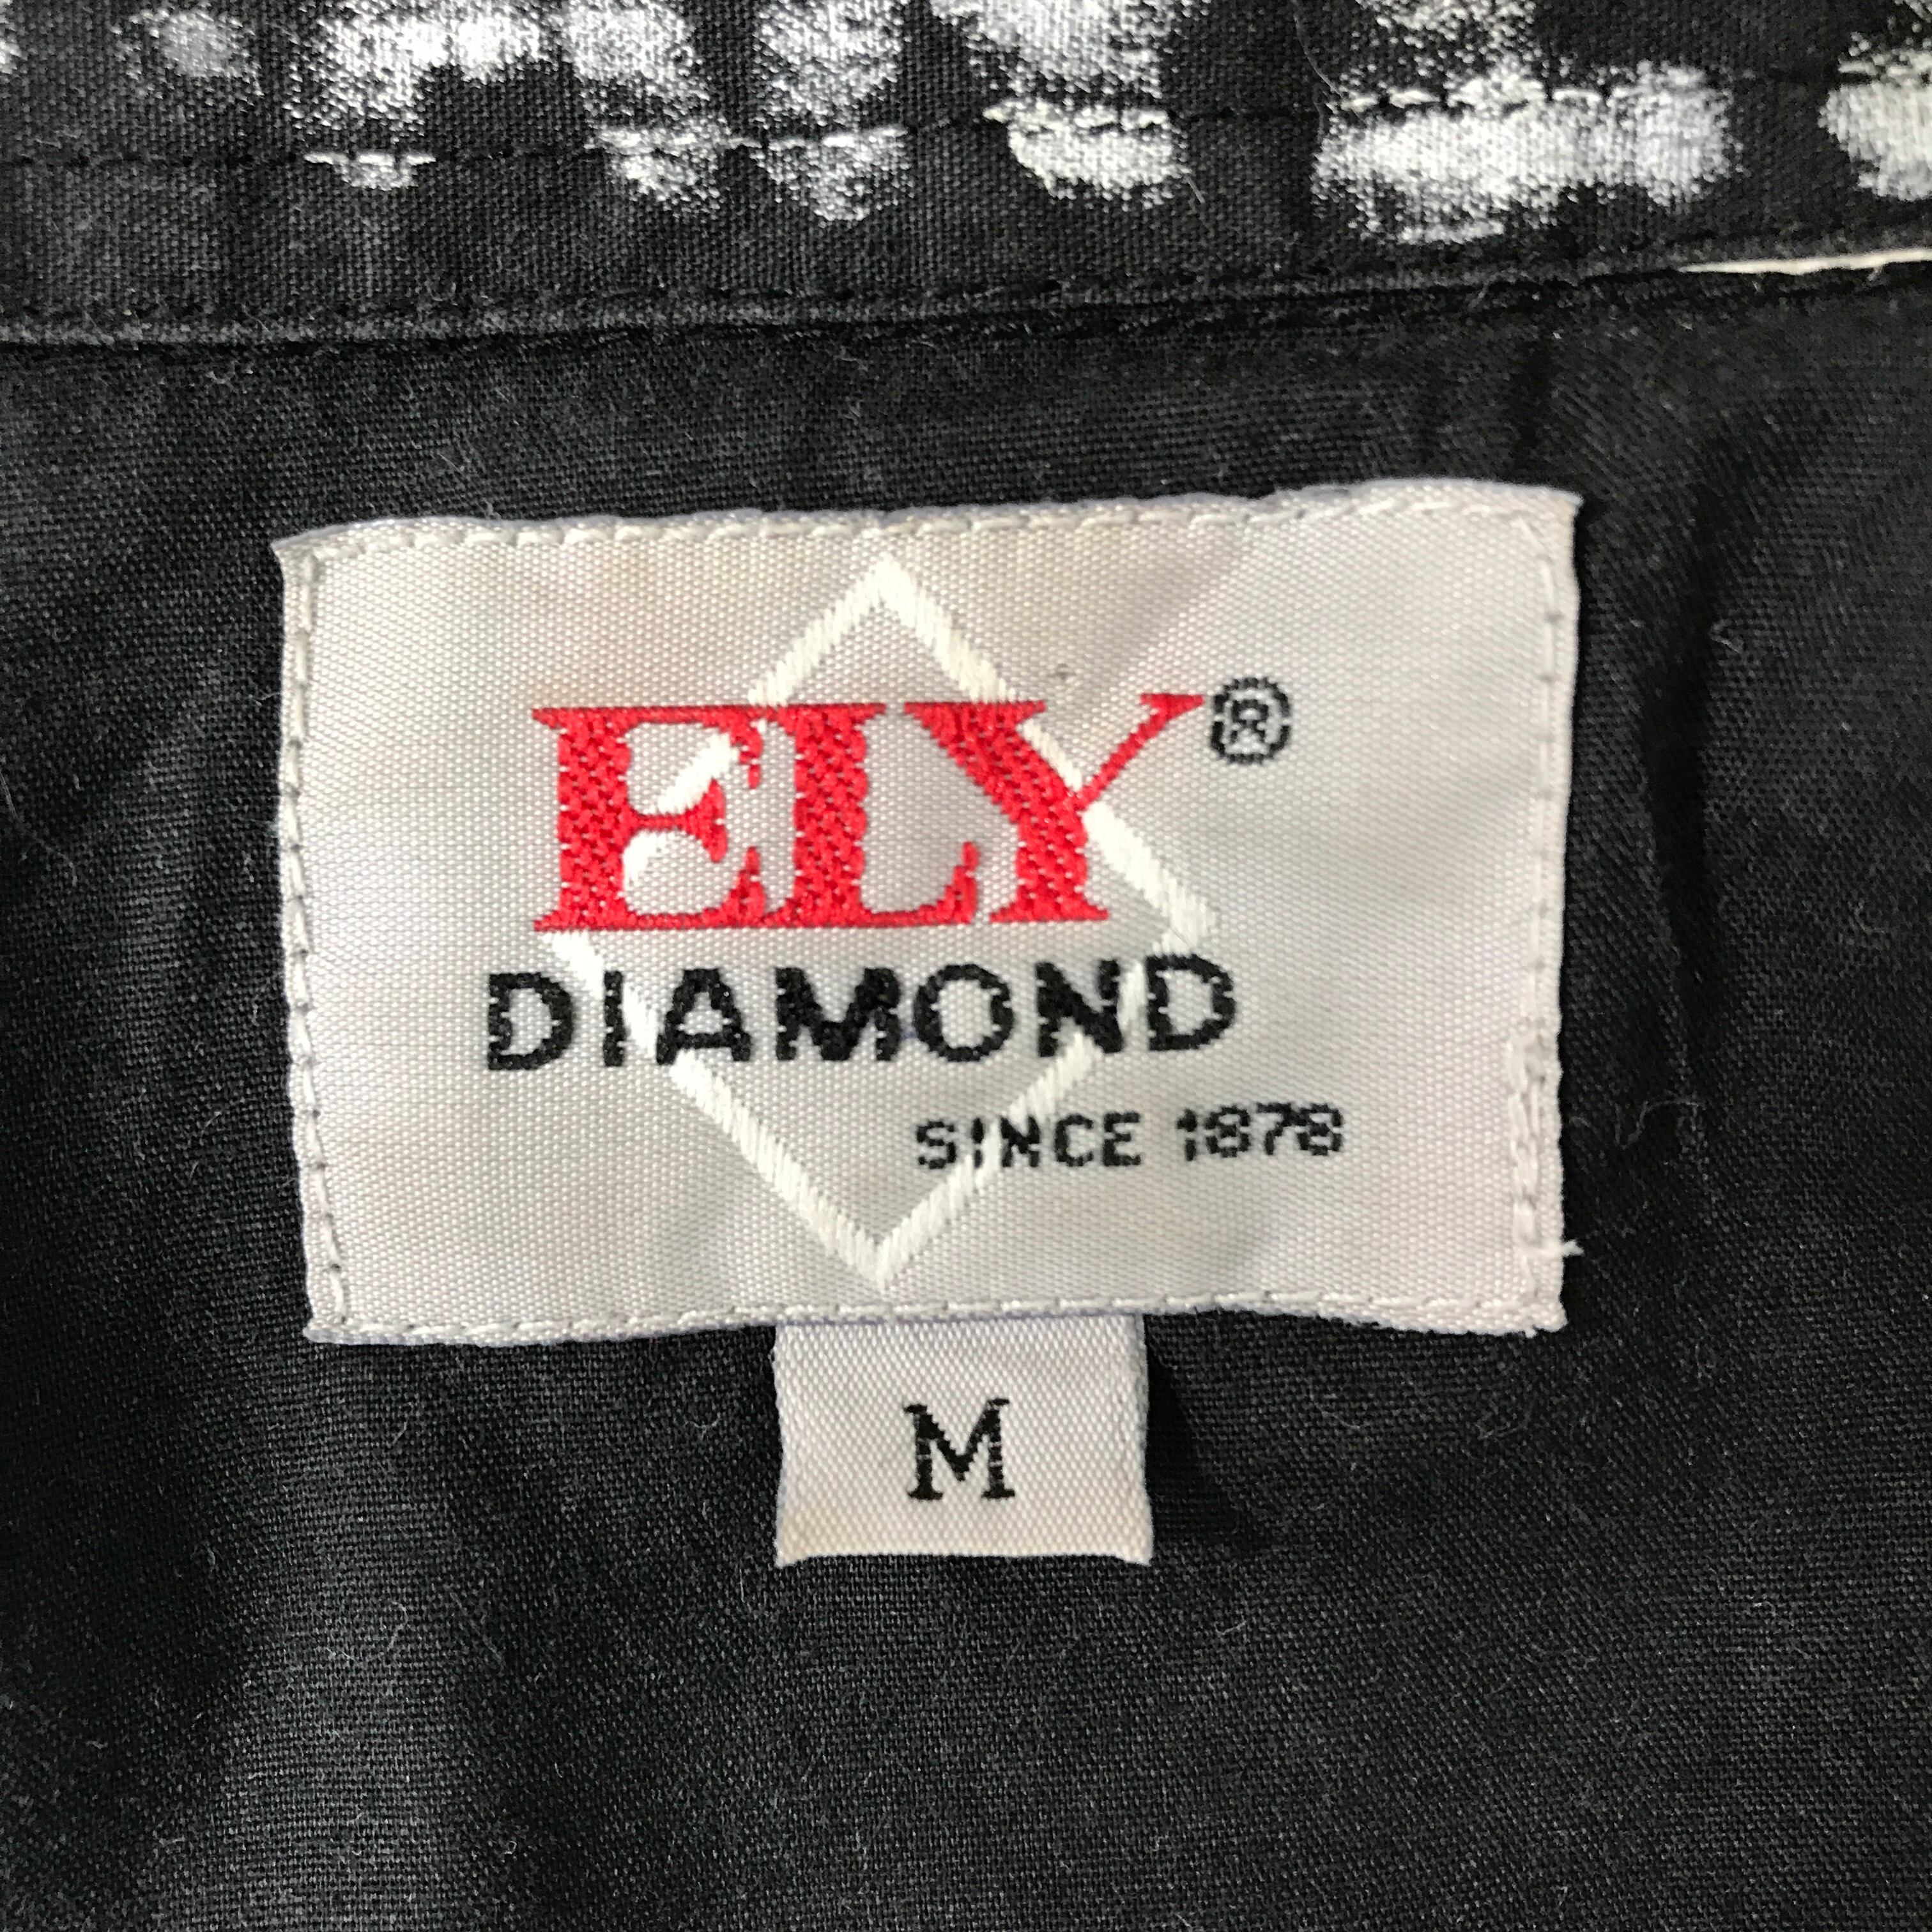 ELY®
DIAMOND
SINCE 1878
M